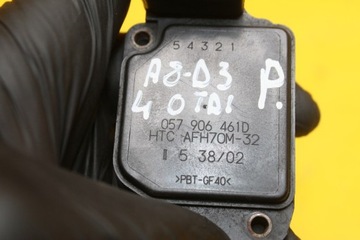 54321
A8-D3 P.
4.0TDI
057 906 461D
HTC AFH70M-32
I 5 38/02
>PBT-GF40<